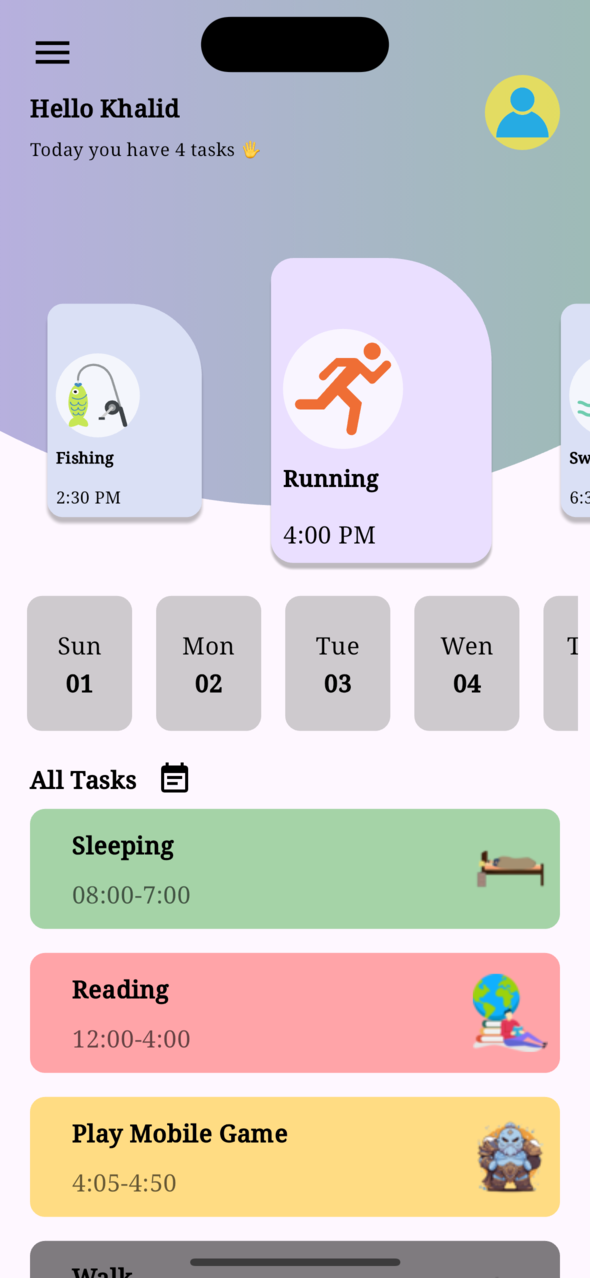 Hello Khalid
Today you have 4 tasks 🖐
Fishing
2:30 PM
Running
4:00 PM
Sw
6:3
Sun
01
Mon
02
Tue
03
Wen
04
T
All Tasks
Sleeping
08:00-7:00
Reading
12:00-4:00
Play Mobile Game
4:05-4:50
Walk